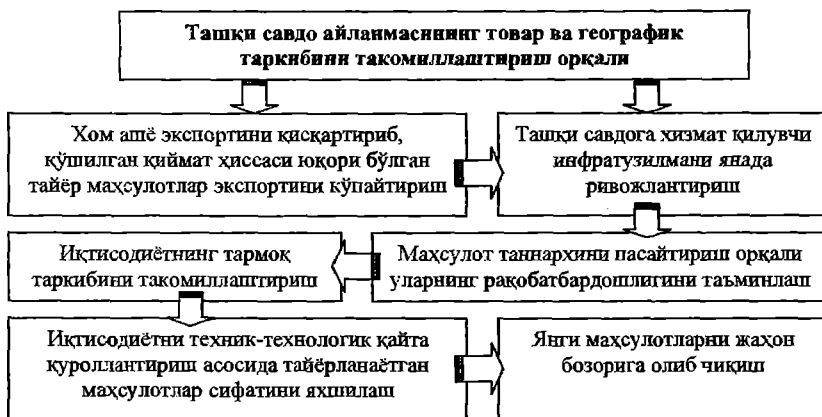 Ташқи савдо айланмасининг товар ва географик
таркибини такомиллаштириш орқали
Хом ашё экспортини қисқартириб,
қўшилган қиймат ҳиссаси юқори бўлган
тайёр маҳсулотлар экспортини кўпайтириш
Ташқи савдога хизмат қилувчи
инфратузилмани янада
ривожлантириш
Маҳсулот таннархини пасайтириш орқали
уларнинг рақобатбардошлигини таъминлаш
Иқтисодиётнинг тармоқ
таркибини такомиллаштириш
Иқтисодиётни техник-технологик қайта
қуроллантириш асосида тайёрланаётган
маҳсулотлар сифатини яхшилаш
Янги маҳсулотларни жаҳон
бозорига олиб чиқиш